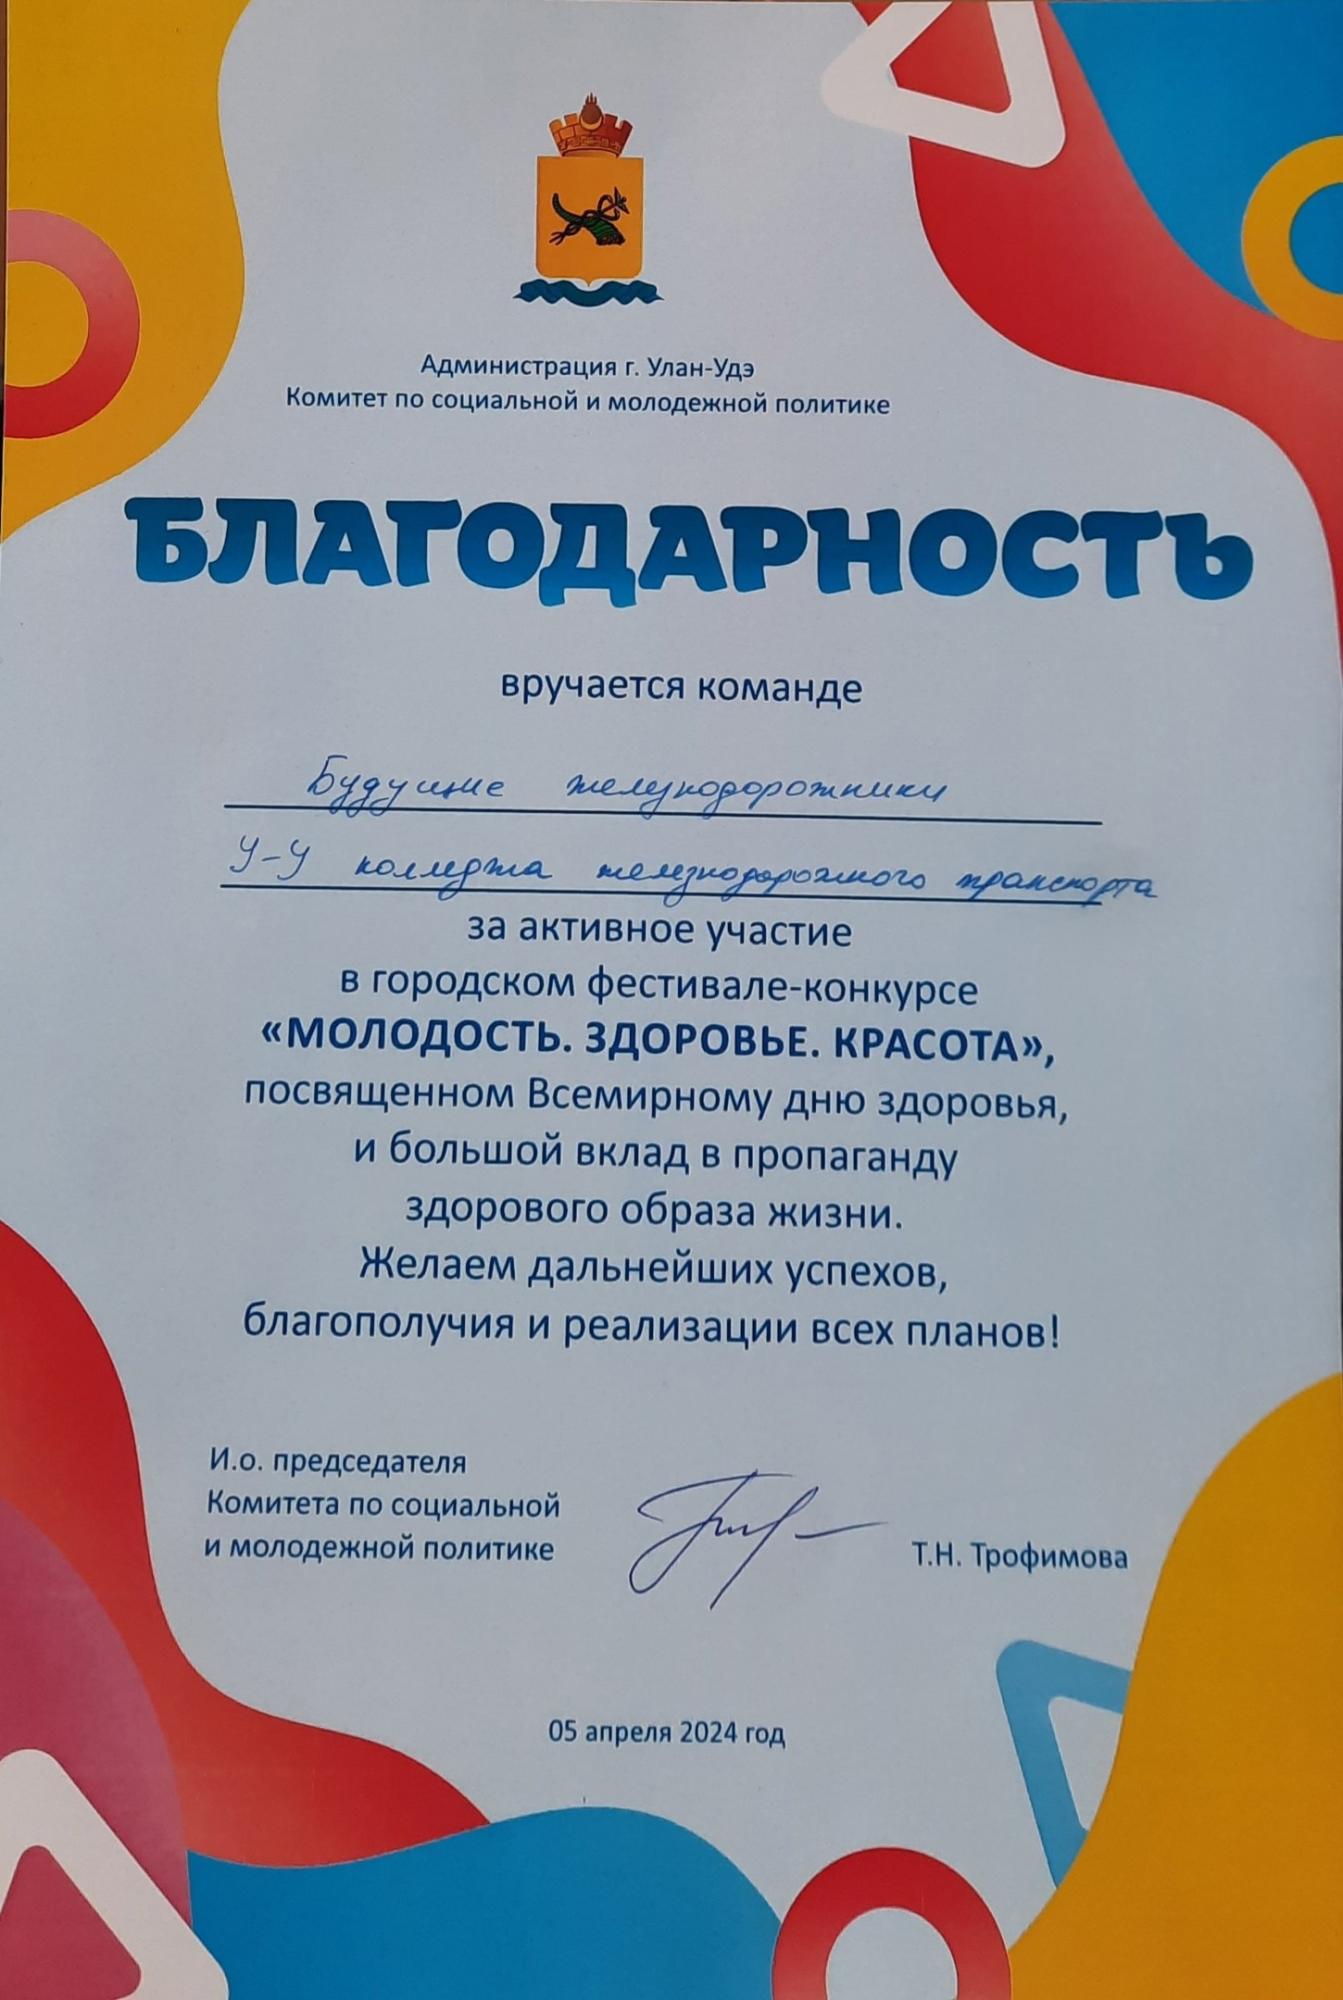 Администрация г. Улан-Удэ
Комитет по социальной и молодежной политике
БЛАГОДАРНОСТЬ
вручается команде
Будущие железнодорожники
У-У колледжа железнодорожного транспорта
за активное участие
в городском фестивале-конкурсе
«МОЛОДОСТЬ. ЗДОРОВЬЕ. КРАСОТА»,
посвященном Всемирному дню здоровья,
и большой вклад в пропаганду
здорового образа жизни.
Желаем дальнейших успехов,
благополучия и реализации всех планов!
И.о. председателя
Комитета по социальной
и молодежной политике
Т.Н. Трофимова
05 апреля 2024 год